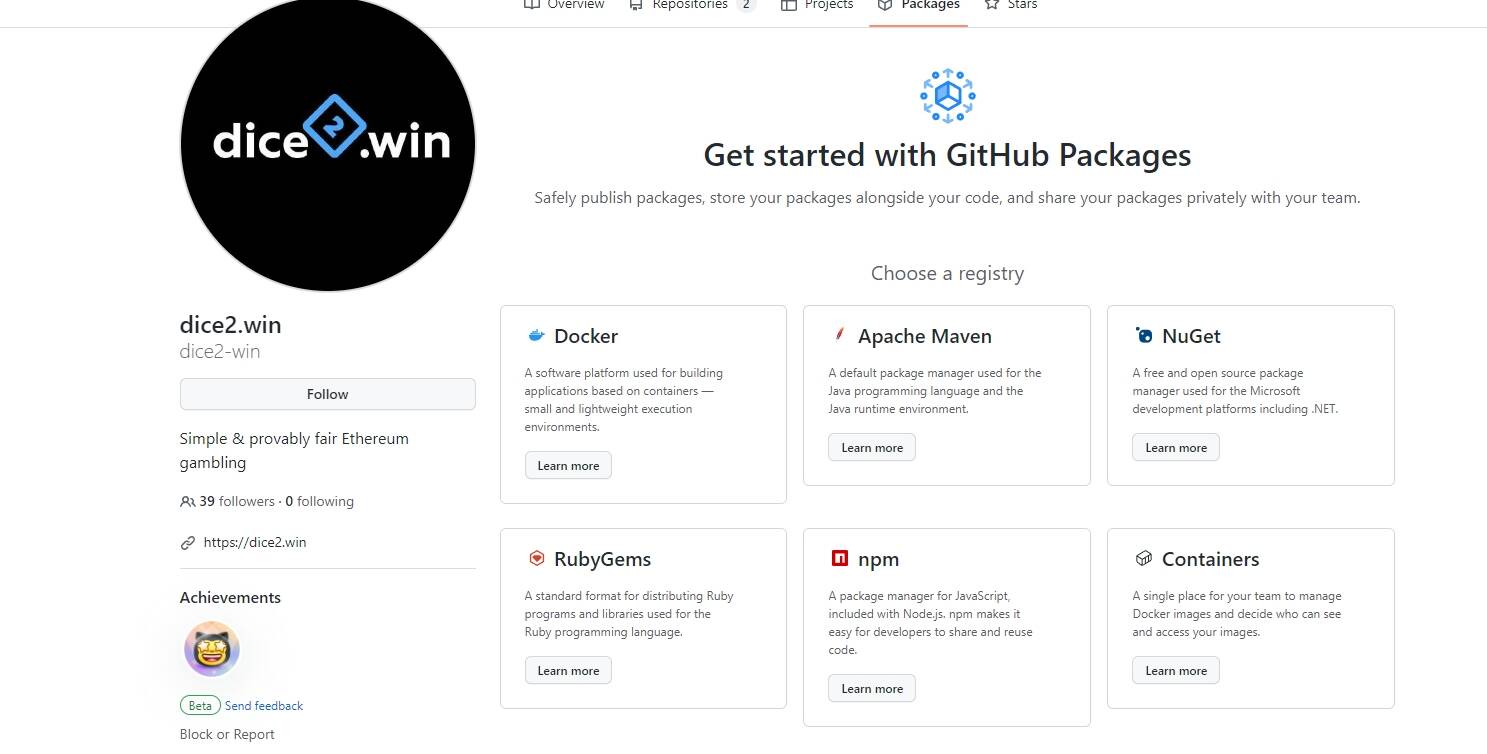 Overview Repositories 2 Projects Packages Stars
dice2.win
Get started with GitHub Packages
Safely publish packages, store your packages alongside your code, and share your packages privately with your team.
Choose a registry
dice2.win
dice2-win
Follow
Simple & provably fair Ethereum
gambling
39 followers · 0 following
https://dice2.win
Achievements
Beta Send feedback
Block or Report
Docker
A software platform used for building
applications based on containers —
small and lightweight execution
environments.
Learn more
Apache Maven
A default package manager used for the
Java programming language and the
Java runtime environment.
Learn more
NuGet
A free and open source package
manager used for the Microsoft
development platforms including .NET.
Learn more
RubyGems
A standard format for distributing Ruby
programs and libraries used for the
Ruby programming language.
Learn more
npm
A package manager for JavaScript,
included with Node.js. npm makes it
easy for developers to share and reuse
code.
Learn more
Containers
A single place for your team to manage
Docker images and decide who can see
and access your images.
Learn more